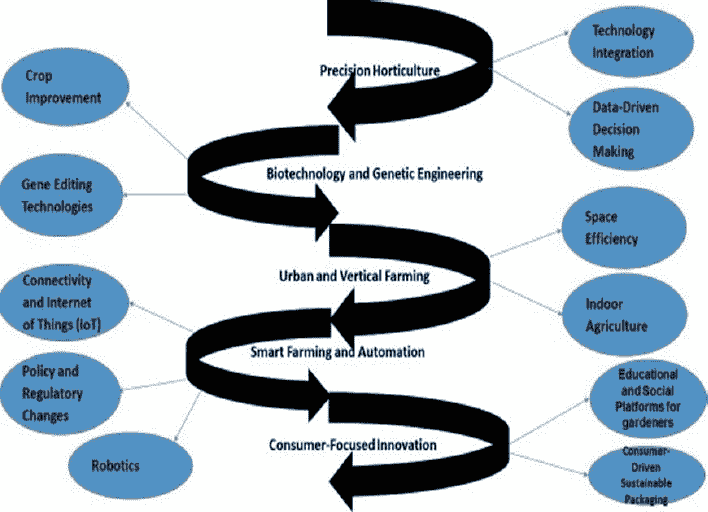 Precision Horticulture
Technology
Integration
Data-Driven
Decision
Making
Crop
Improvement
Biotechnology and Genetic Engineering
Gene Editing
Technologies
Urban and Vertical Farming
Space
Efficiency
Indoor
Agriculture
Connectivity
and Internet
of Things (IoT)
Smart Farming and Automation
Policy and
Regulatory
Changes
Robotics
Consumer-Focused Innovation
Educational
and Social
Platforms for
gardeners
Consumer-
Driven
Sustainable
Packaging